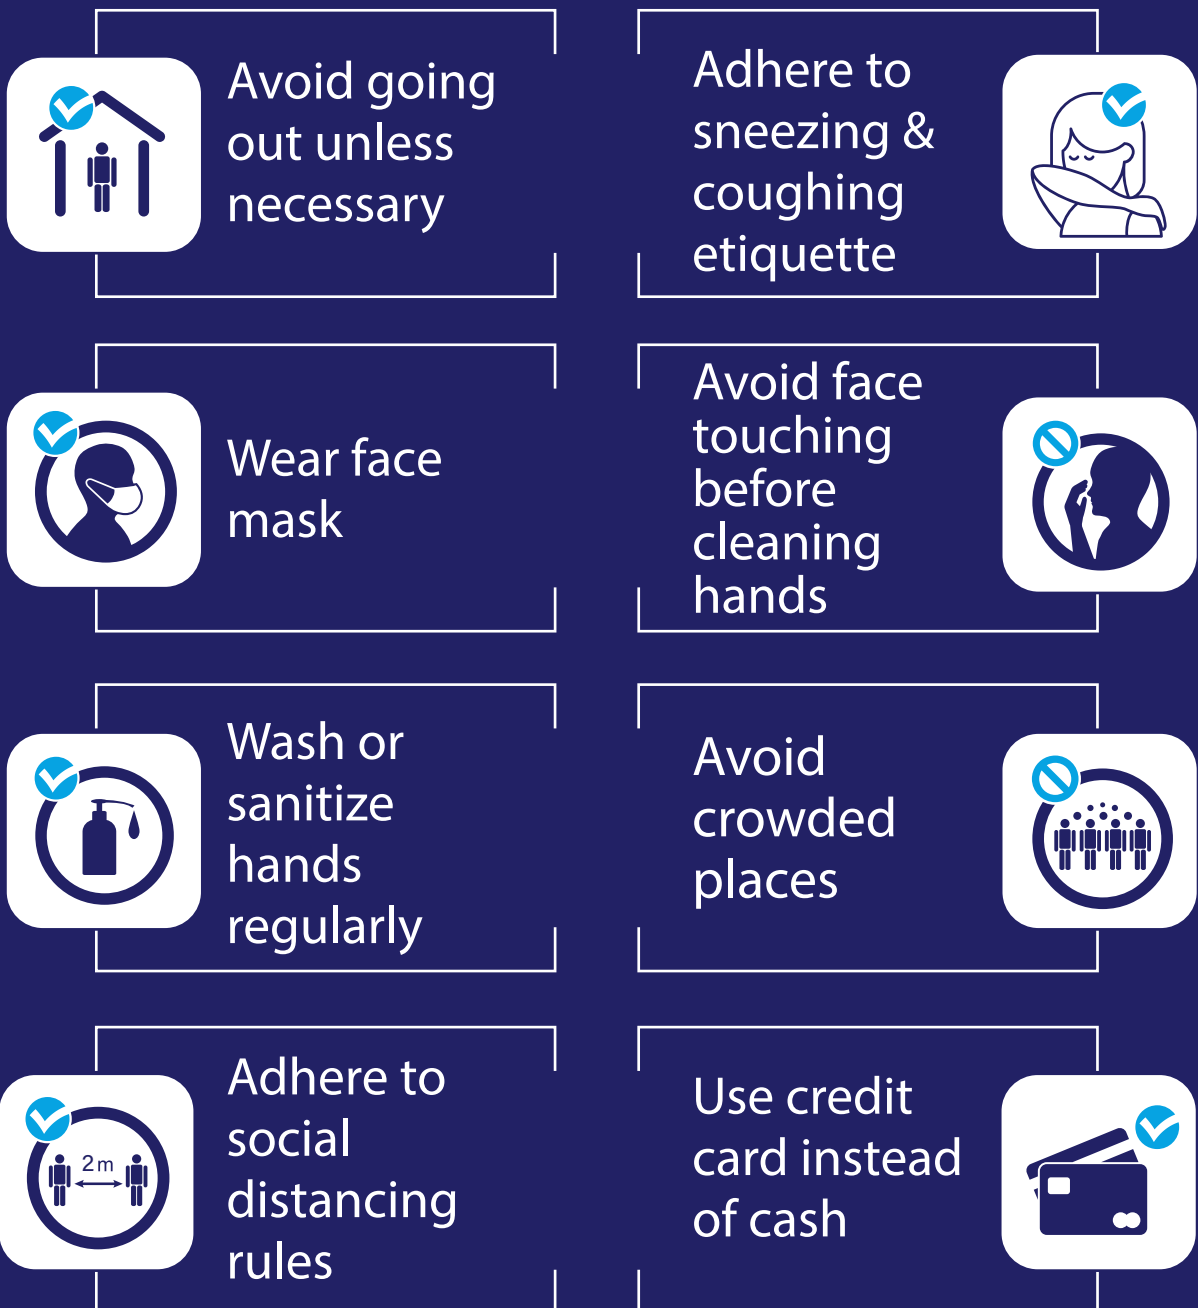 Avoid going
out unless
necessary
Adhere to
sneezing &
coughing
etiquette
Wear face
mask
Avoid face
touching
before
cleaning
hands
Wash or
sanitize
hands
regularly
Avoid
crowded
places
2m
Adhere to
social
distancing
rules
Use credit
card instead
of cash